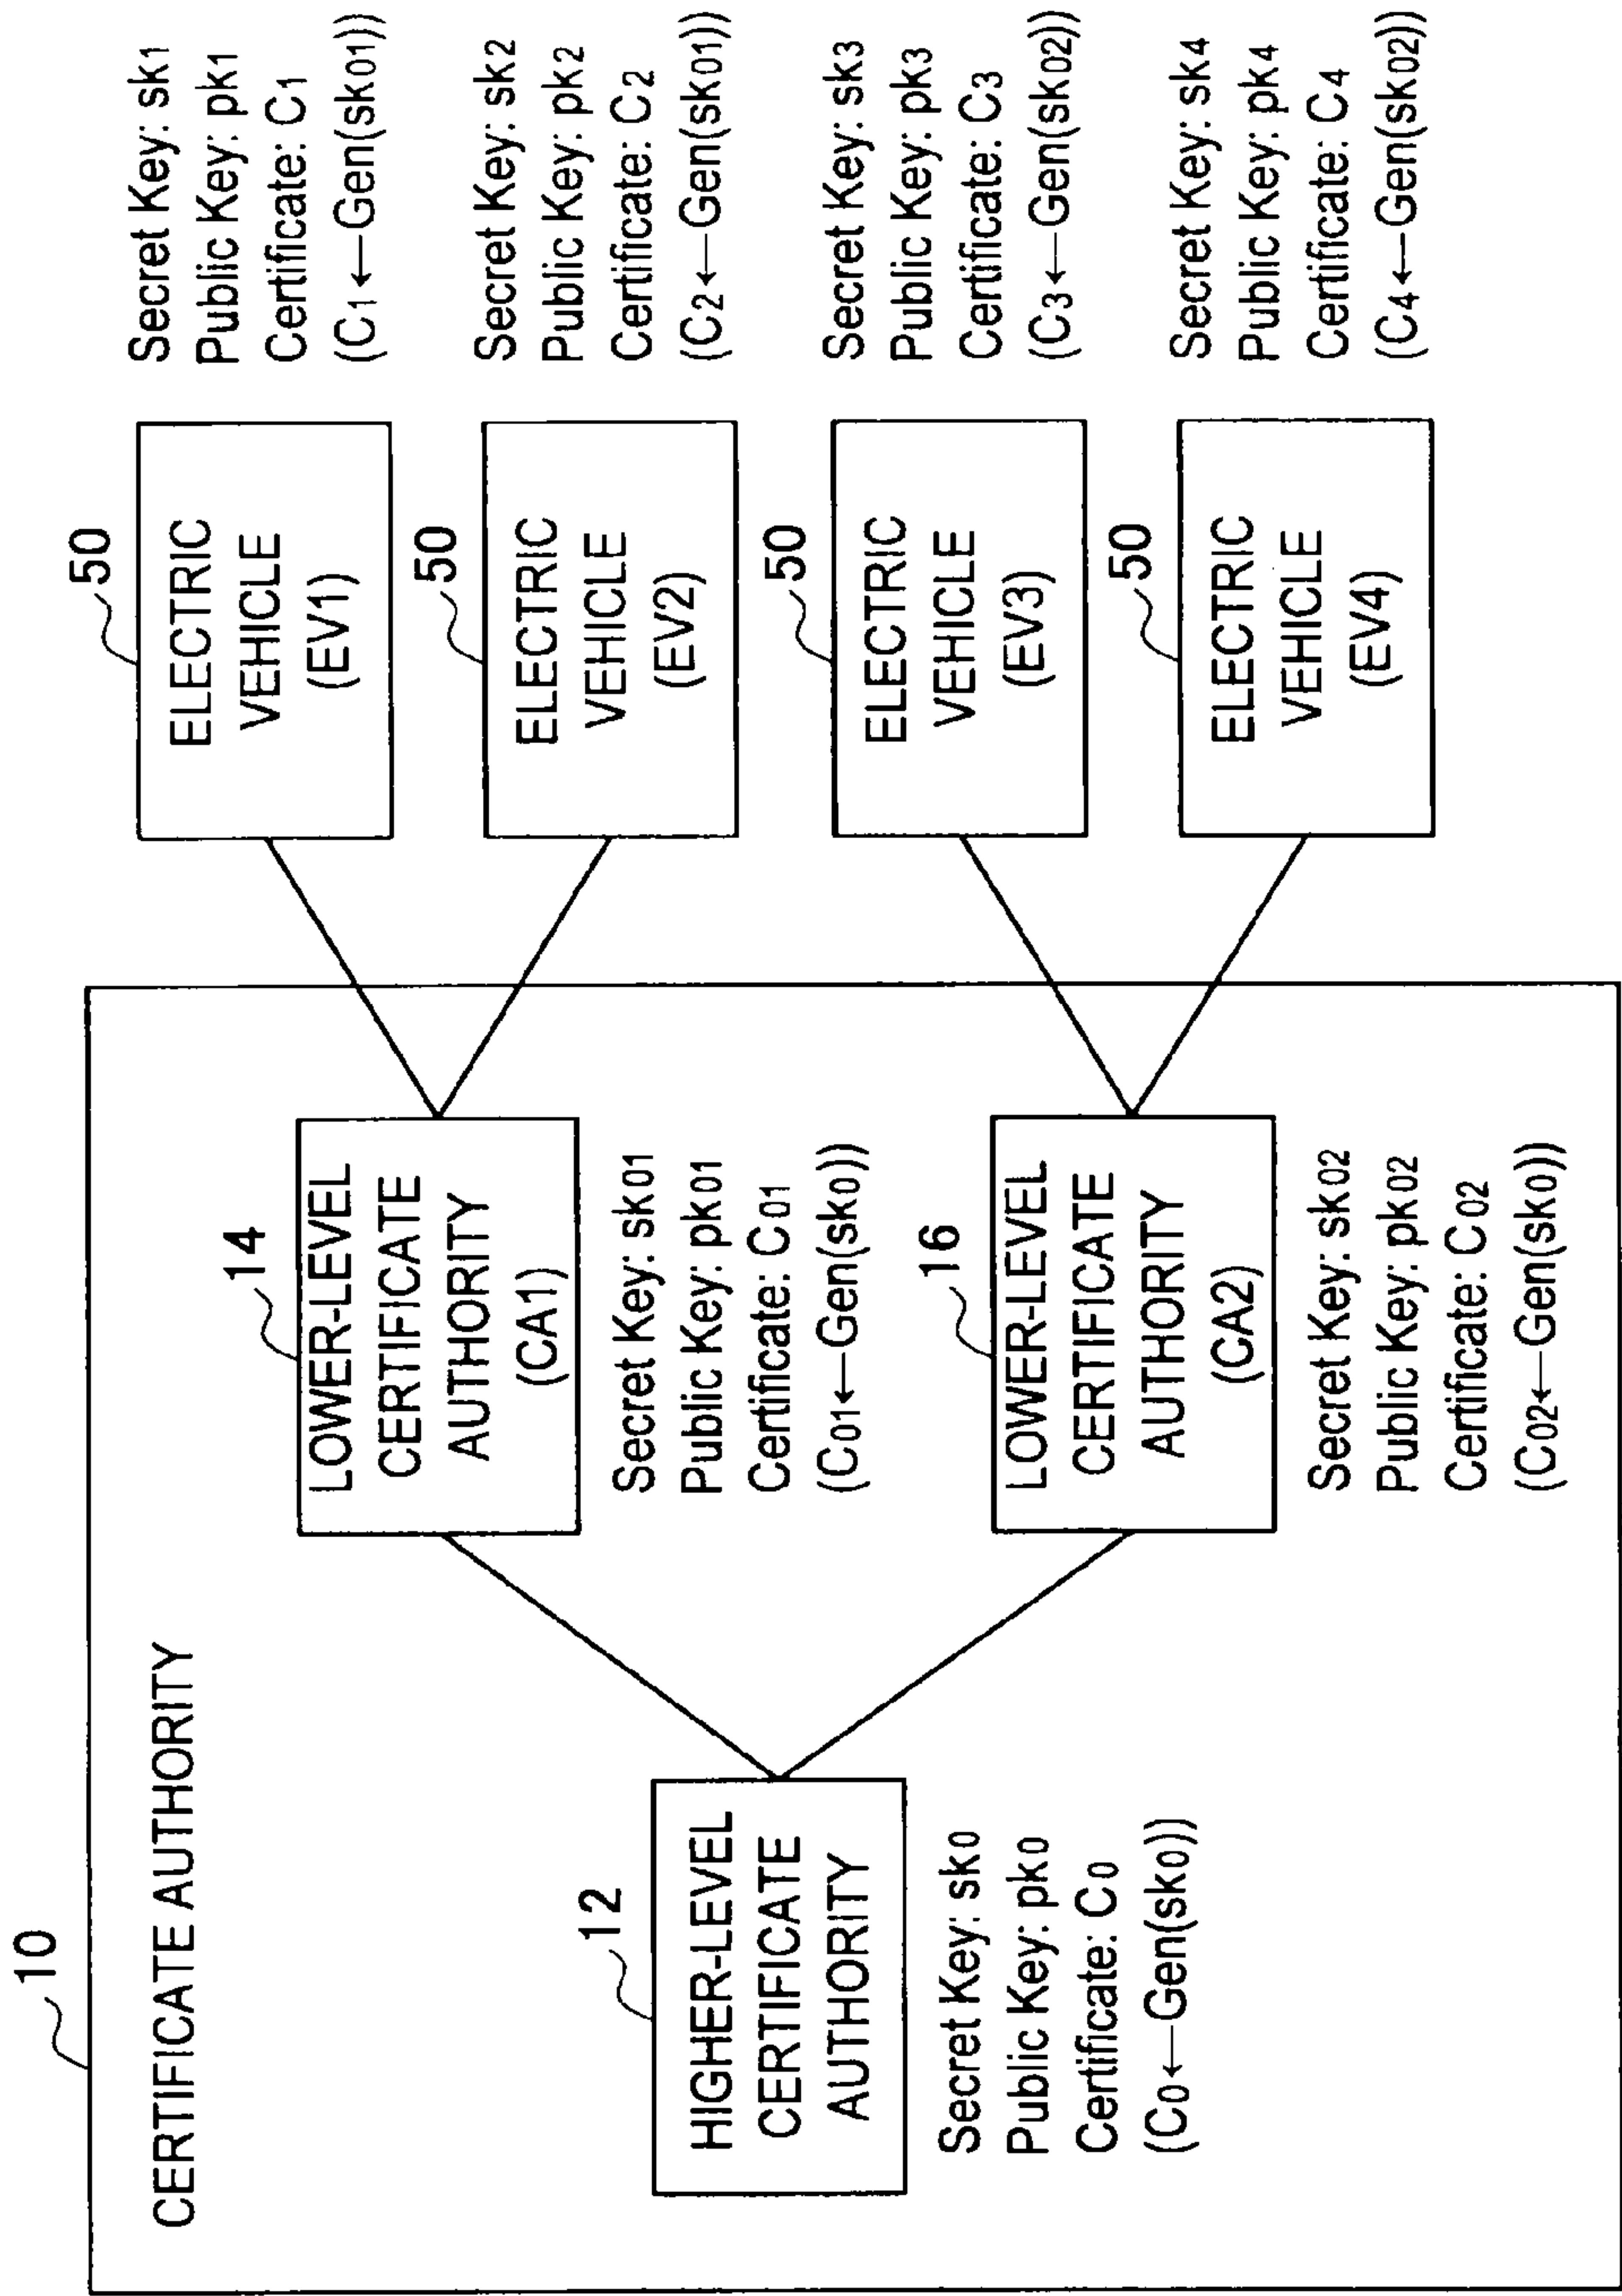 10
CERTIFICATE AUTHORITY
12
HIGHER-LEVEL
CERTIFICATE
AUTHORITY
Secret Key: sk0
Public Key: pk0
Certificate: C0
(C0←Gen(sk0))
14
LOWER-LEVEL
CERTIFICATE
AUTHORITY
(CA1)
Secret Key: sk01
Public Key: pk01
Certificate: C01
(C01←Gen(sk0))
16
LOWER-LEVEL
CERTIFICATE
AUTHORITY
(CA2)
Secret Key: sk02
Public Key: pk02
Certificate: C02
(C02←Gen(sk0))
50
ELECTRIC
VEHICLE
(EV1)
Secret Key: sk1
Public Key: pk1
Certificate: C1
(C1←Gen(sk01))
50
ELECTRIC
VEHICLE
(EV2)
Secret Key: sk2
Public Key: pk2
Certificate: C2
(C2←Gen(sk01))
50
ELECTRIC
VEHICLE
(EV3)
Secret Key: sk3
Public Key: pk3
Certificate: C3
(C3←Gen(sk02))
50
ELECTRIC
VEHICLE
(EV4)
Secret Key: sk4
Public Key: pk4
Certificate: C4
(C4←Gen(sk02))